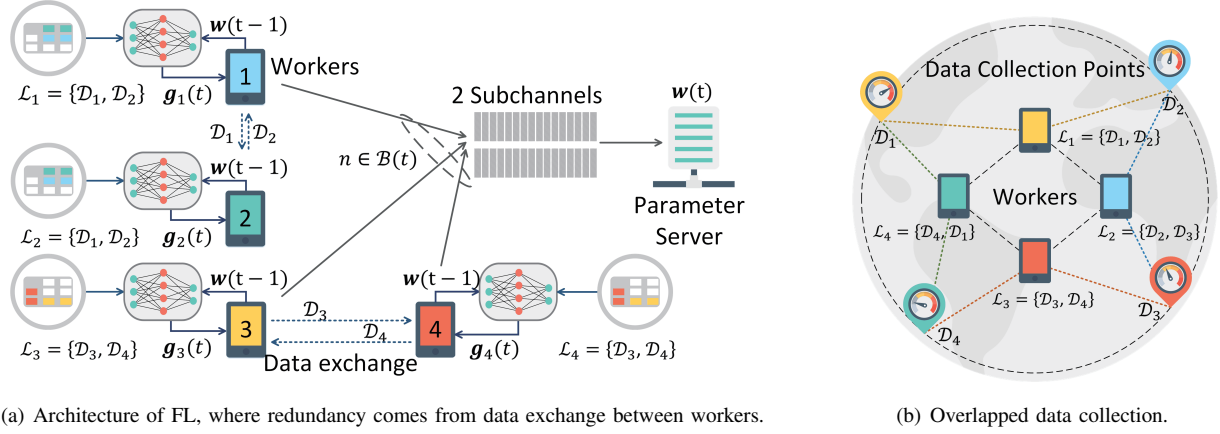 w(t−1)
1
Workers
ℒ₁ = {𝒟₁, 𝒟₂}
g₁(t)
𝒟₁
𝒟₂
2 Subchannels
w(t)
n ∈ ℬ(t)
w(t−1)
2
ℒ₂ = {𝒟₁, 𝒟₂}
g₂(t)
Parameter
Server
w(t−1)
w(t−1)
3
𝒟₃
𝒟₄
4
ℒ₃ = {𝒟₃, 𝒟₄}
g₃(t)
Data exchange
g₄(t)
ℒ₄ = {𝒟₃, 𝒟₄}
(a) Architecture of FL, where redundancy comes from data exchange between workers.
Data Collection Points
𝒟₁
𝒟₂
ℒ₁ = {𝒟₁, 𝒟₂}
Workers
ℒ₄ = {𝒟₄, 𝒟₁}
ℒ₂ = {𝒟₂, 𝒟₃}
ℒ₃ = {𝒟₃, 𝒟₄}
𝒟₃
𝒟₄
(b) Overlapped data collection.